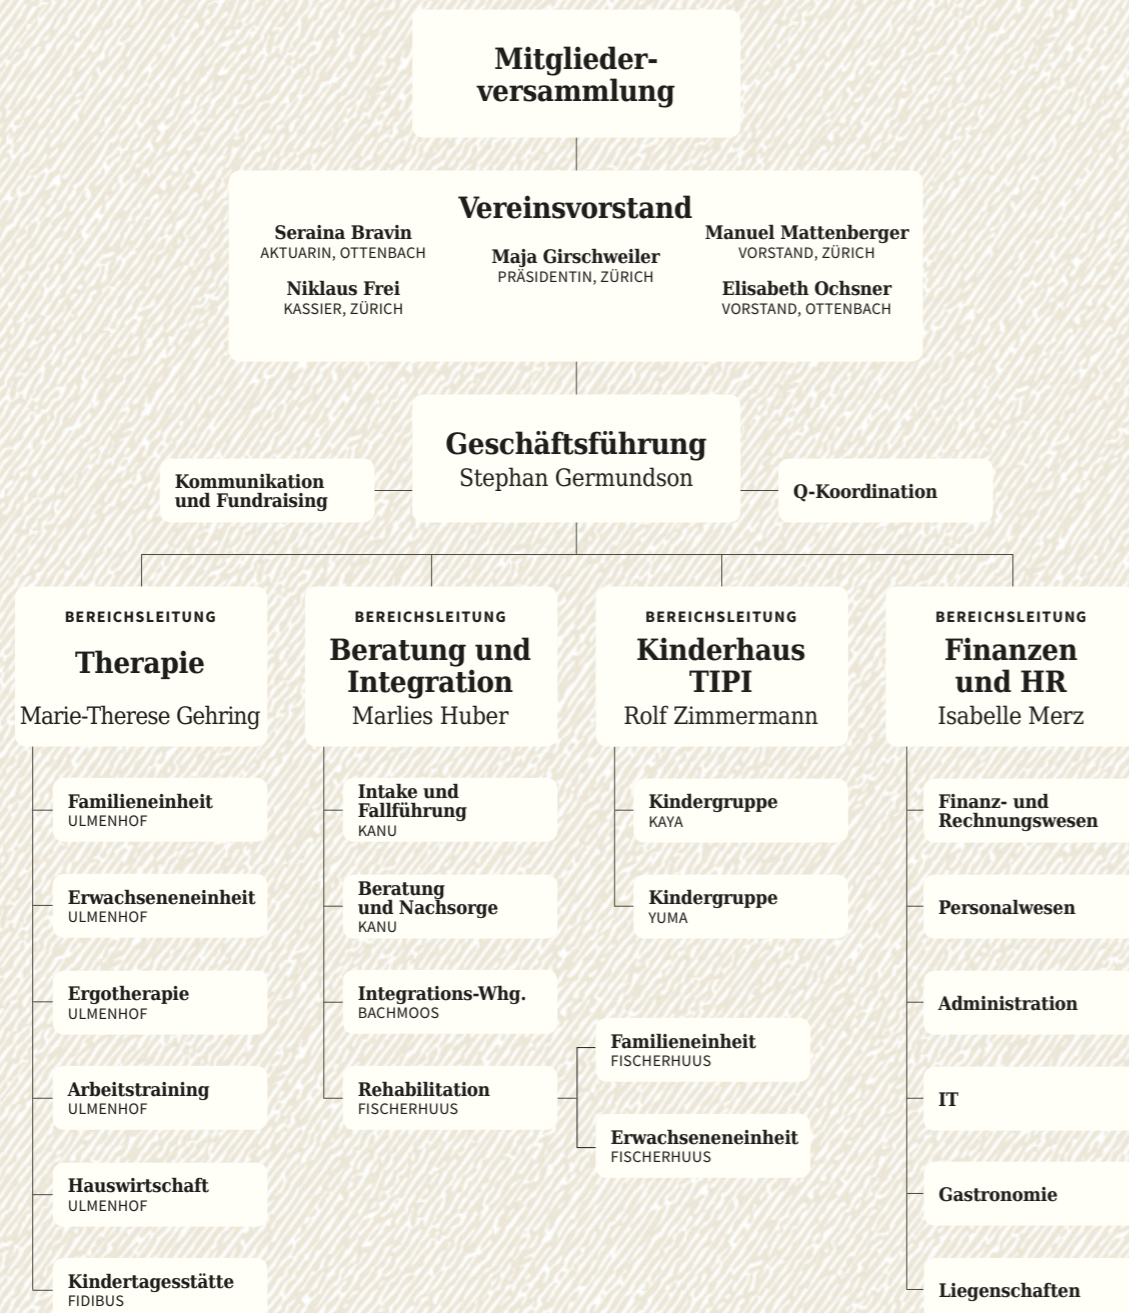 Mitglieder-
versammlung
Vereinsvorstand
Seraina Bravin
AKTUARIN, OTTENBACH
Niklaus Frei
KASSIER, ZÜRICH
Maja Girschweiler
PRÄSIDENTIN, ZÜRICH
Manuel Mattenberger
VORSTAND, ZÜRICH
Elisabeth Ochsner
VORSTAND, OTTENBACH
Geschäftsführung
Stephan Germundson
Kommunikation
und Fundraising
Q-Koordination
BEREICHSLEITUNG
Therapie
Marie-Therese Gehring
Familieneinheit
ULMENHOF
Erwachseneneinheit
ULMENHOF
Ergotherapie
ULMENHOF
Arbeitstraining
ULMENHOF
Hauswirtschaft
ULMENHOF
Kindertagesstätte
FIDIBUS
BEREICHSLEITUNG
Beratung und
Integration
Marlies Huber
Intake und
Fallführung
KANU
Beratung
und Nachsorge
KANU
Integrations-Whg.
BACHMOOS
Rehabilitation
FISCHERHUUS
Familieneinheit
FISCHERHUUS
Erwachseneneinheit
FISCHERHUUS
BEREICHSLEITUNG
Kinderhaus
TIPI
Rolf Zimmermann
Kindergruppe
KAYA
Kindergruppe
YUMA
BEREICHSLEITUNG
Finanzen
und HR
Isabelle Merz
Finanz- und
Rechnungswesen
Personalwesen
Administration
IT
Gastronomie
Liegenschaften